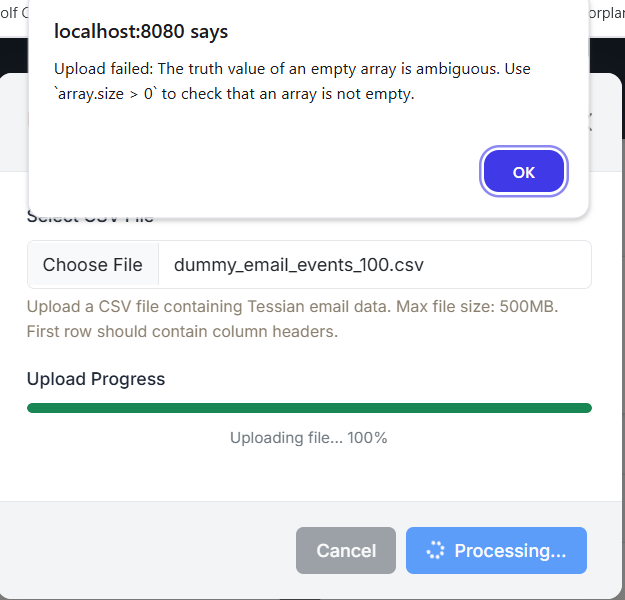 localhost:8080 says
Upload failed: The truth value of an empty array is ambiguous. Use
`array.size > 0` to check that an array is not empty.
OK
Select CSV File
Choose File dummy_email_events_100.csv
Upload a CSV file containing Tessian email data. Max file size: 500MB.
First row should contain column headers.
Upload Progress
Uploading file... 100%
Cancel Processing...